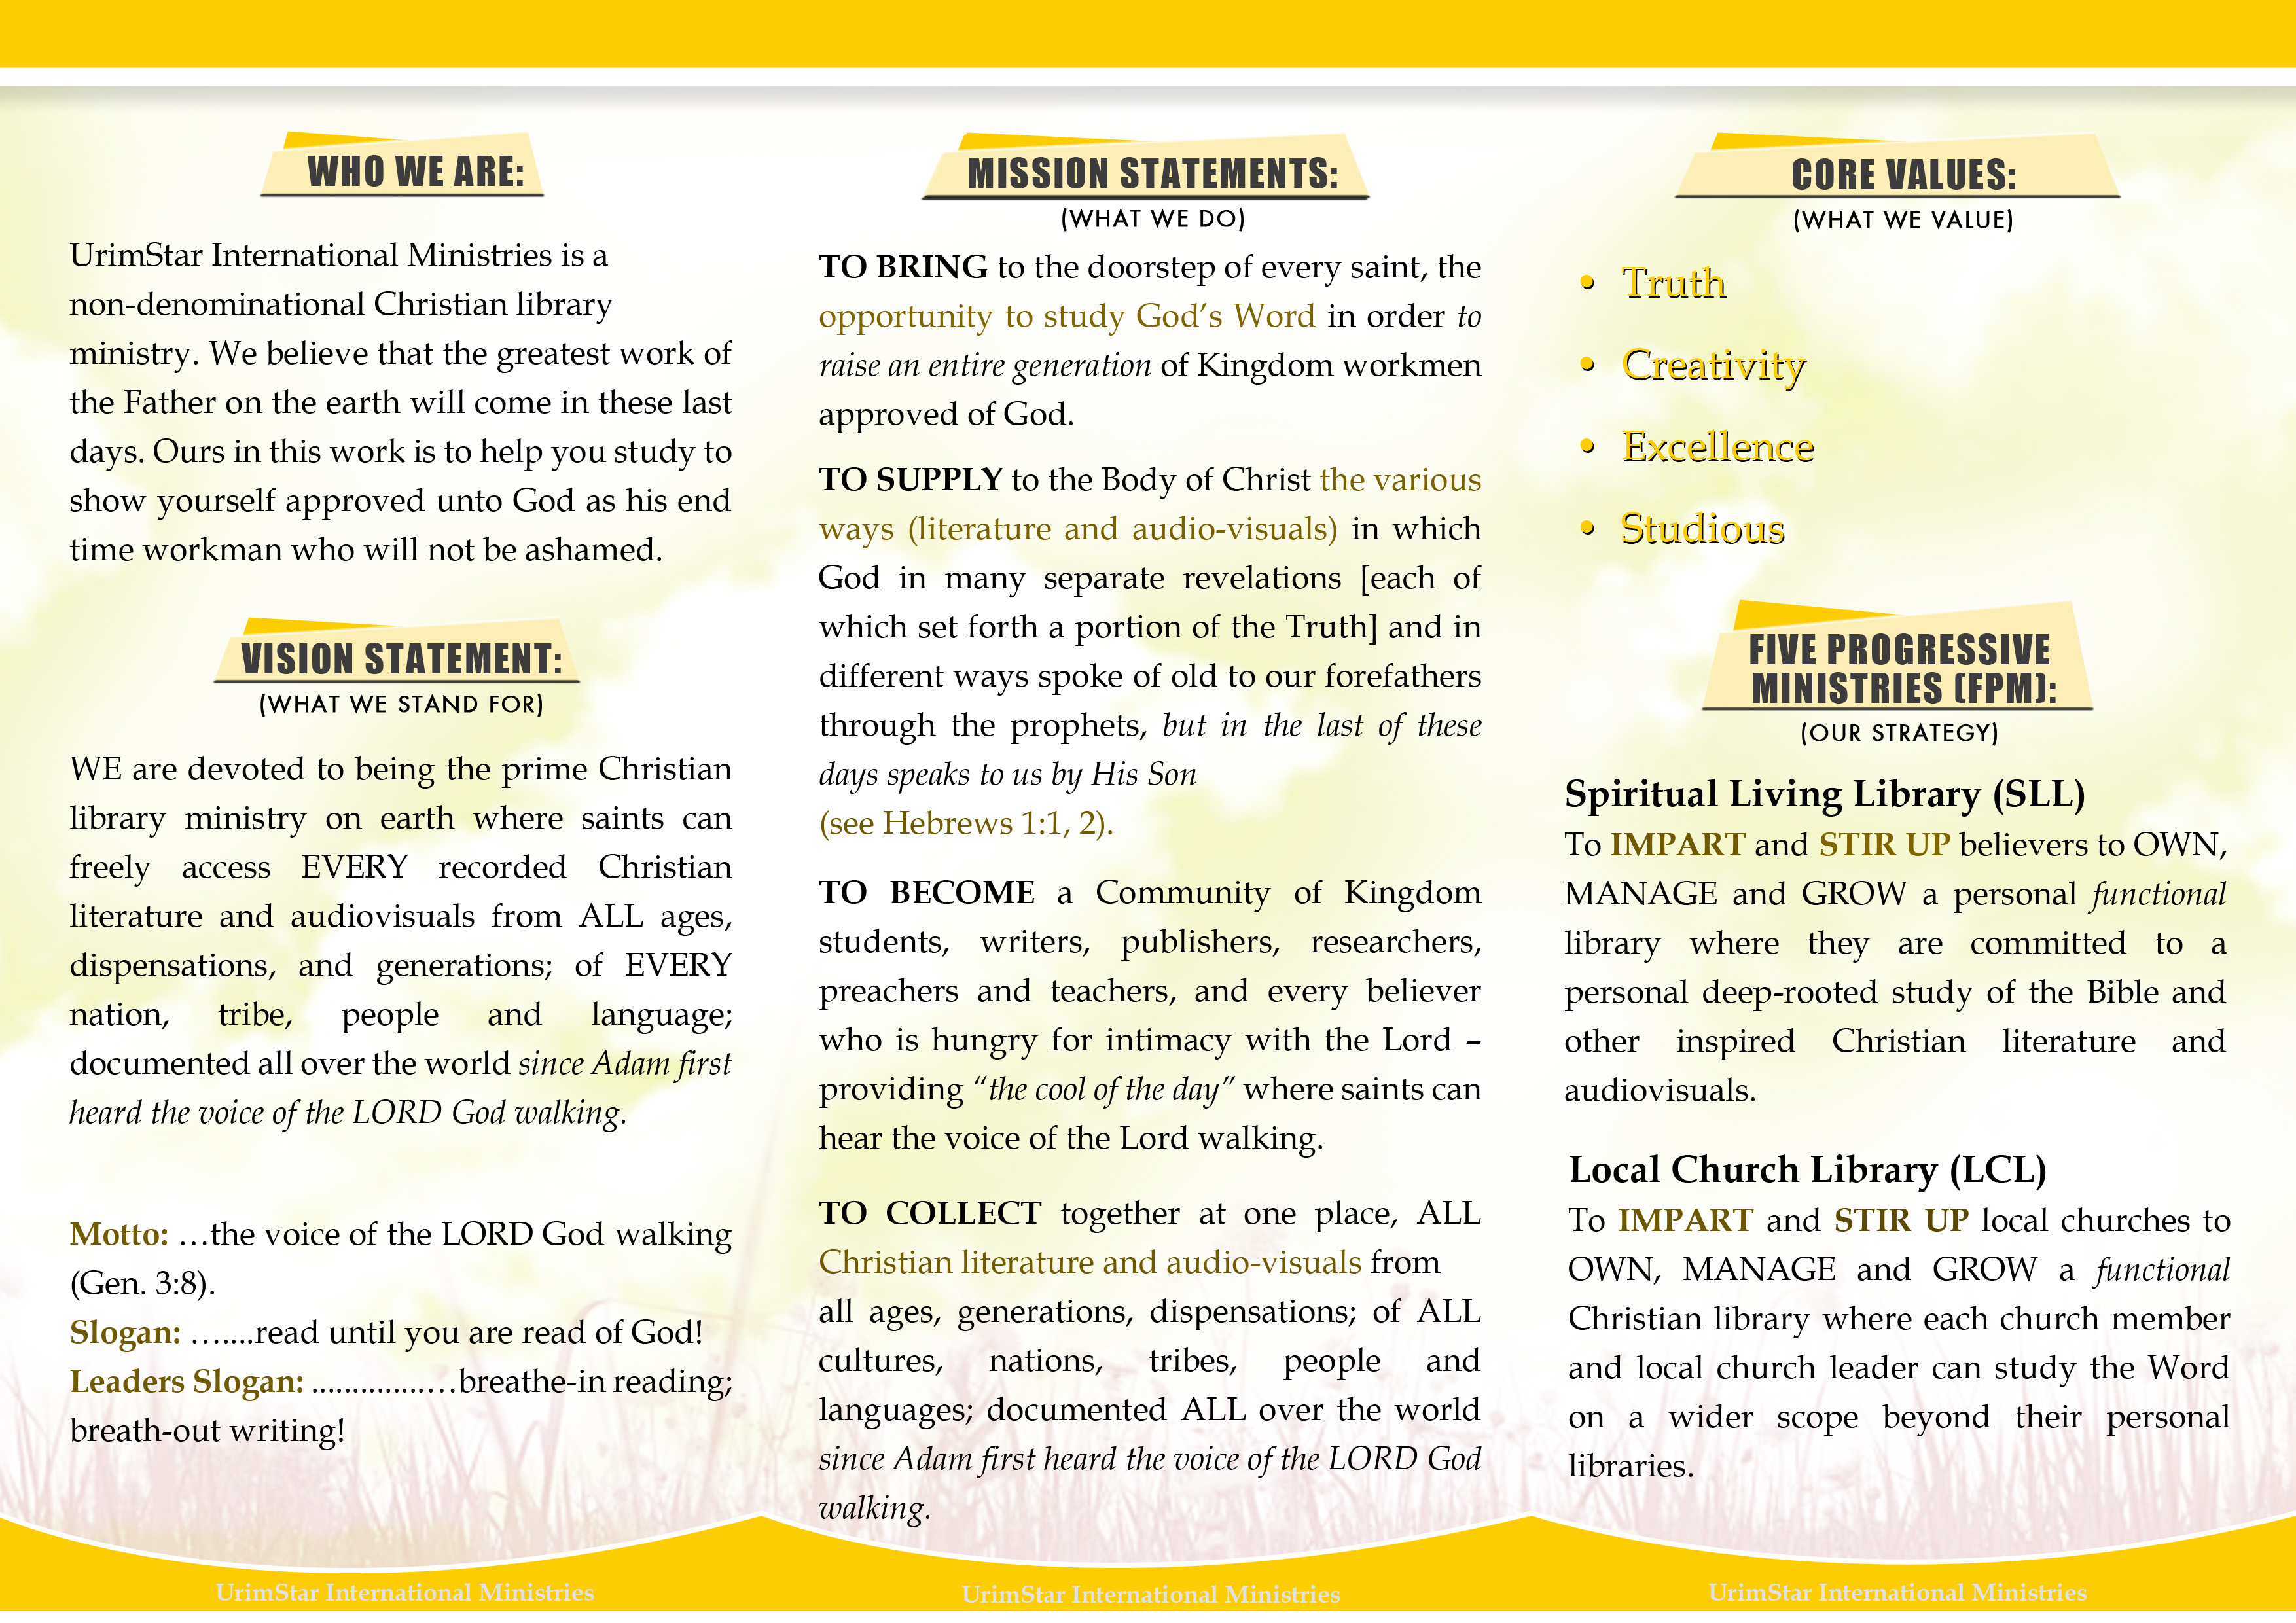 WHO WE ARE:
UrimStar International Ministries is a
non-denominational Christian library
ministry. We believe that the greatest work of
the Father on the earth will come in these last
days. Ours in this work is to help you study to
show yourself approved unto God as his end
time workman who will not be ashamed.
VISION STATEMENT:
(WHAT WE STAND FOR)
WE are devoted to being the prime Christian
library ministry on earth where saints can
freely access EVERY recorded Christian
literature and audiovisuals from ALL ages,
dispensations, and generations; of EVERY
nation, tribe, people and language;
documented all over the world since Adam first
heard the voice of the LORD God walking.
Motto: …the voice of the LORD God walking
(Gen. 3:8).
Slogan: …....read until you are read of God!
Leaders Slogan: ..............…breathe-in reading;
breath-out writing!
UrimStar International Ministries
MISSION STATEMENTS:
(WHAT WE DO)
TO BRING to the doorstep of every saint, the
opportunity to study God’s Word in order to
raise an entire generation of Kingdom workmen
approved of God.
TO SUPPLY to the Body of Christ the various
ways (literature and audio-visuals) in which
God in many separate revelations [each of
which set forth a portion of the Truth] and in
different ways spoke of old to our forefathers
through the prophets, but in the last of these
days speaks to us by His Son
(see Hebrews 1:1, 2).
TO BECOME a Community of Kingdom
students, writers, publishers, researchers,
preachers and teachers, and every believer
who is hungry for intimacy with the Lord –
providing “the cool of the day” where saints can
hear the voice of the Lord walking.
TO COLLECT together at one place, ALL
Christian literature and audio-visuals from
all ages, generations, dispensations; of ALL
cultures, nations, tribes, people and
languages; documented ALL over the world
since Adam first heard the voice of the LORD God
walking.
UrimStar International Ministries
CORE VALUES:
(WHAT WE VALUE)
• Truth
• Creativity
• Excellence
• Studious
FIVE PROGRESSIVE
MINISTRIES (FPM):
(OUR STRATEGY)
Spiritual Living Library (SLL)
To IMPART and STIR UP believers to OWN,
MANAGE and GROW a personal functional
library where they are committed to a
personal deep-rooted study of the Bible and
other inspired Christian literature and
audiovisuals.
Local Church Library (LCL)
To IMPART and STIR UP local churches to
OWN, MANAGE and GROW a functional
Christian library where each church member
and local church leader can study the Word
on a wider scope beyond their personal
libraries.
UrimStar International Ministries